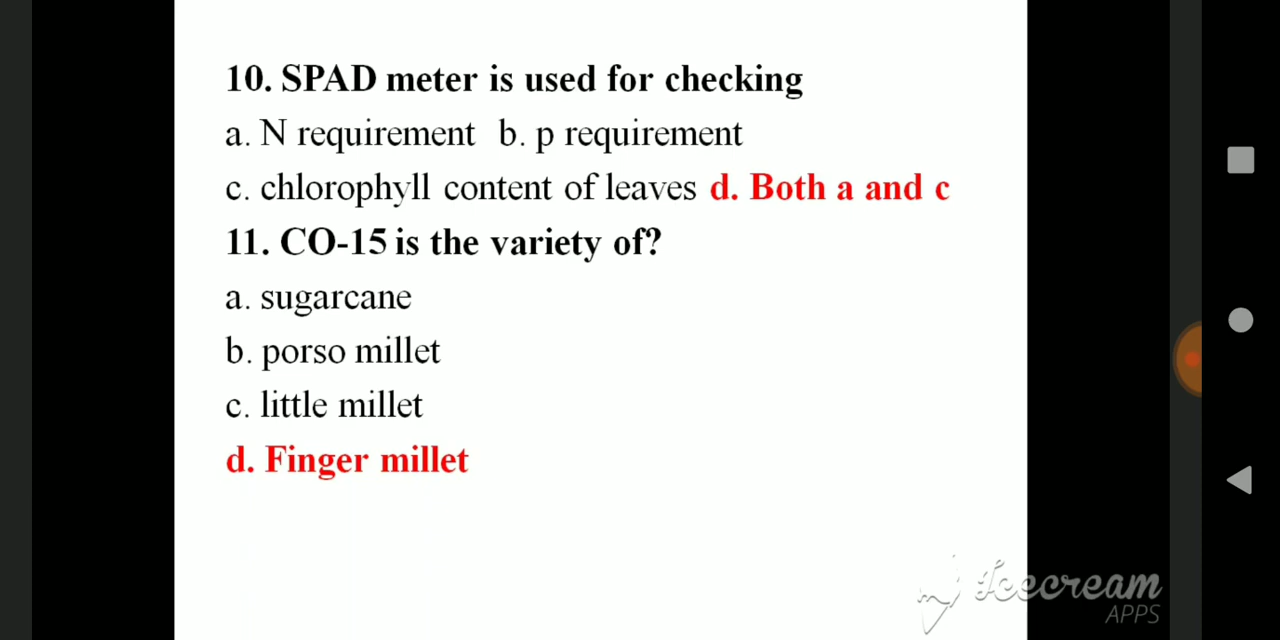 10. SPAD meter is used for checking
a. N requirement b. p requirement
c. chlorophyll content of leaves d. Both a and c
11. CO-15 is the variety of?
a. sugarcane
b. porso millet
c. little millet
d. Finger millet
Icecream
APPS